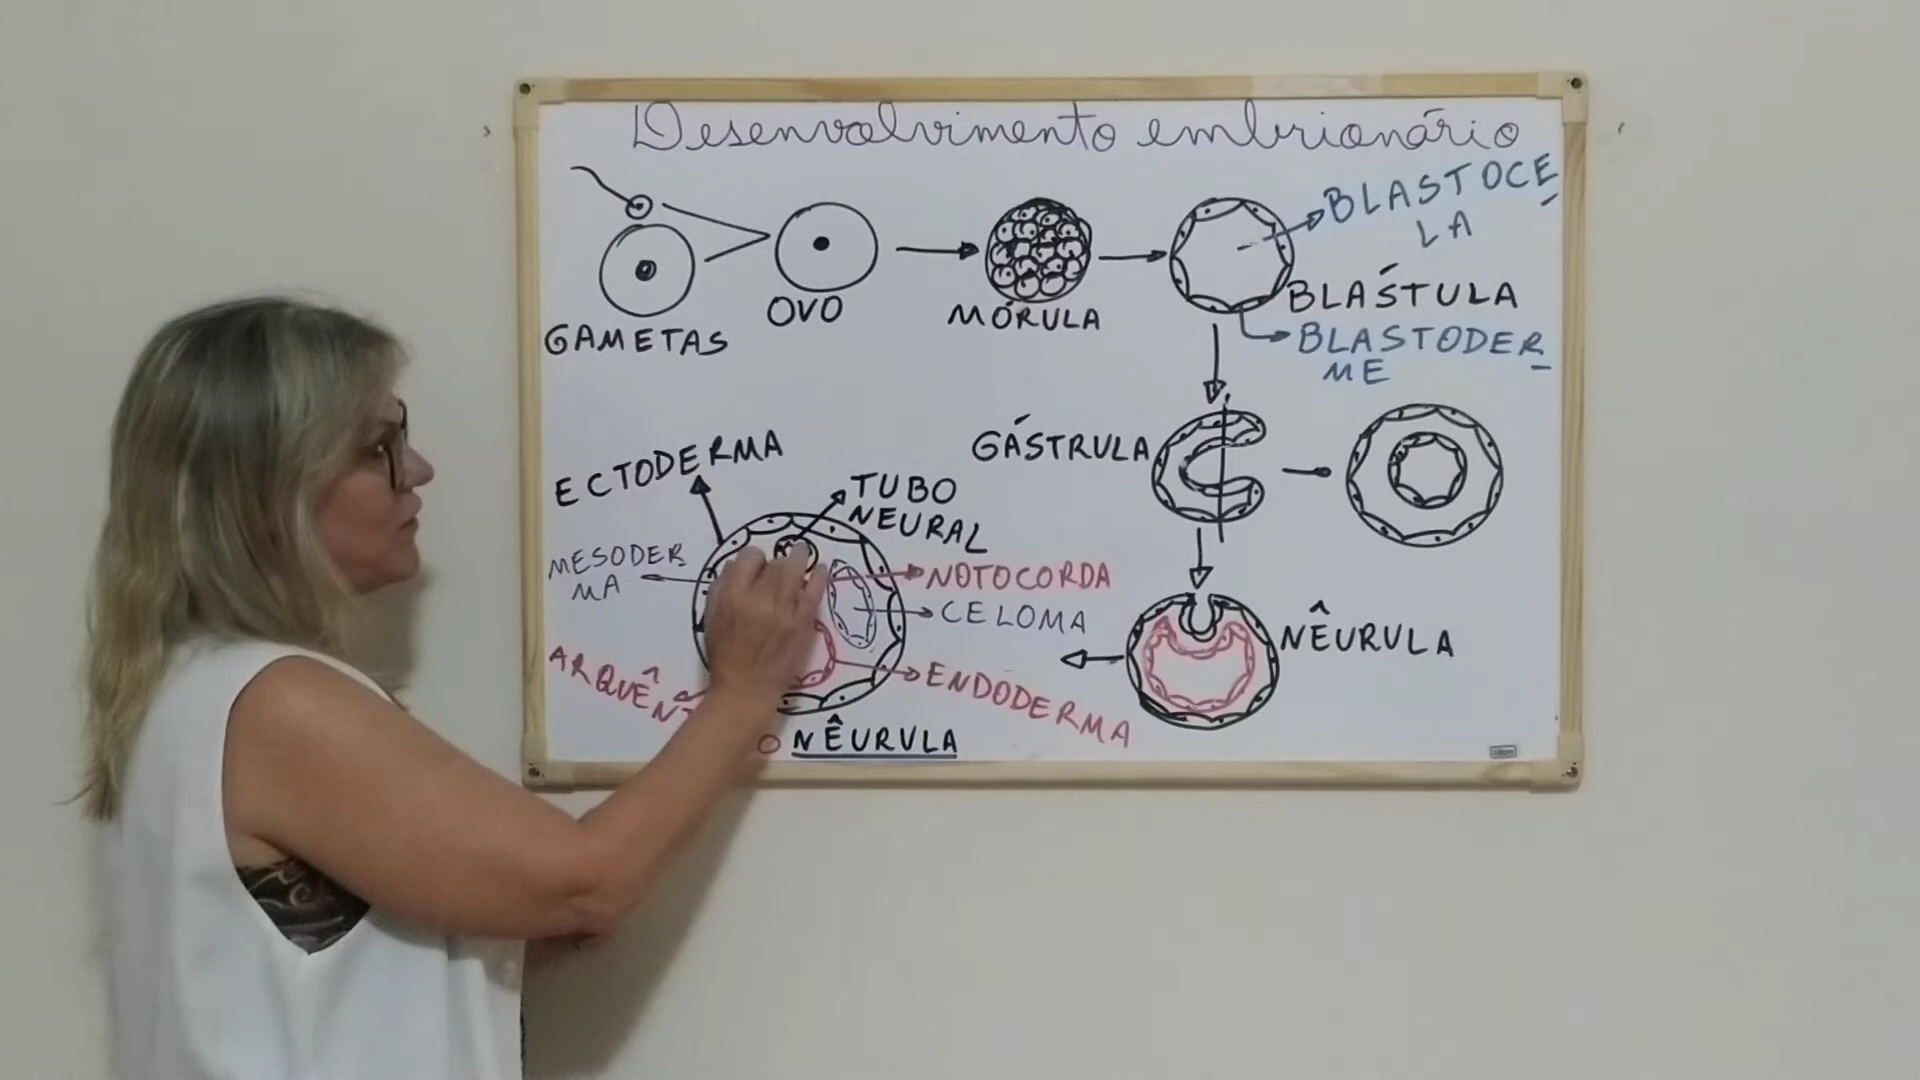 Desenvolvimento embrionário
BLASTOCE
LA
GAMETAS
OVO
MÓRULA
BLÁSTULA
BLASTODER
ME
GÁSTRULA
ECTODERMA
TUBO
NEURAL
MESODER
MA
NOTOCORDA
CELOMA
NÊURULA
ARQUÊNT
O
ENDODERMA
NÊURULA